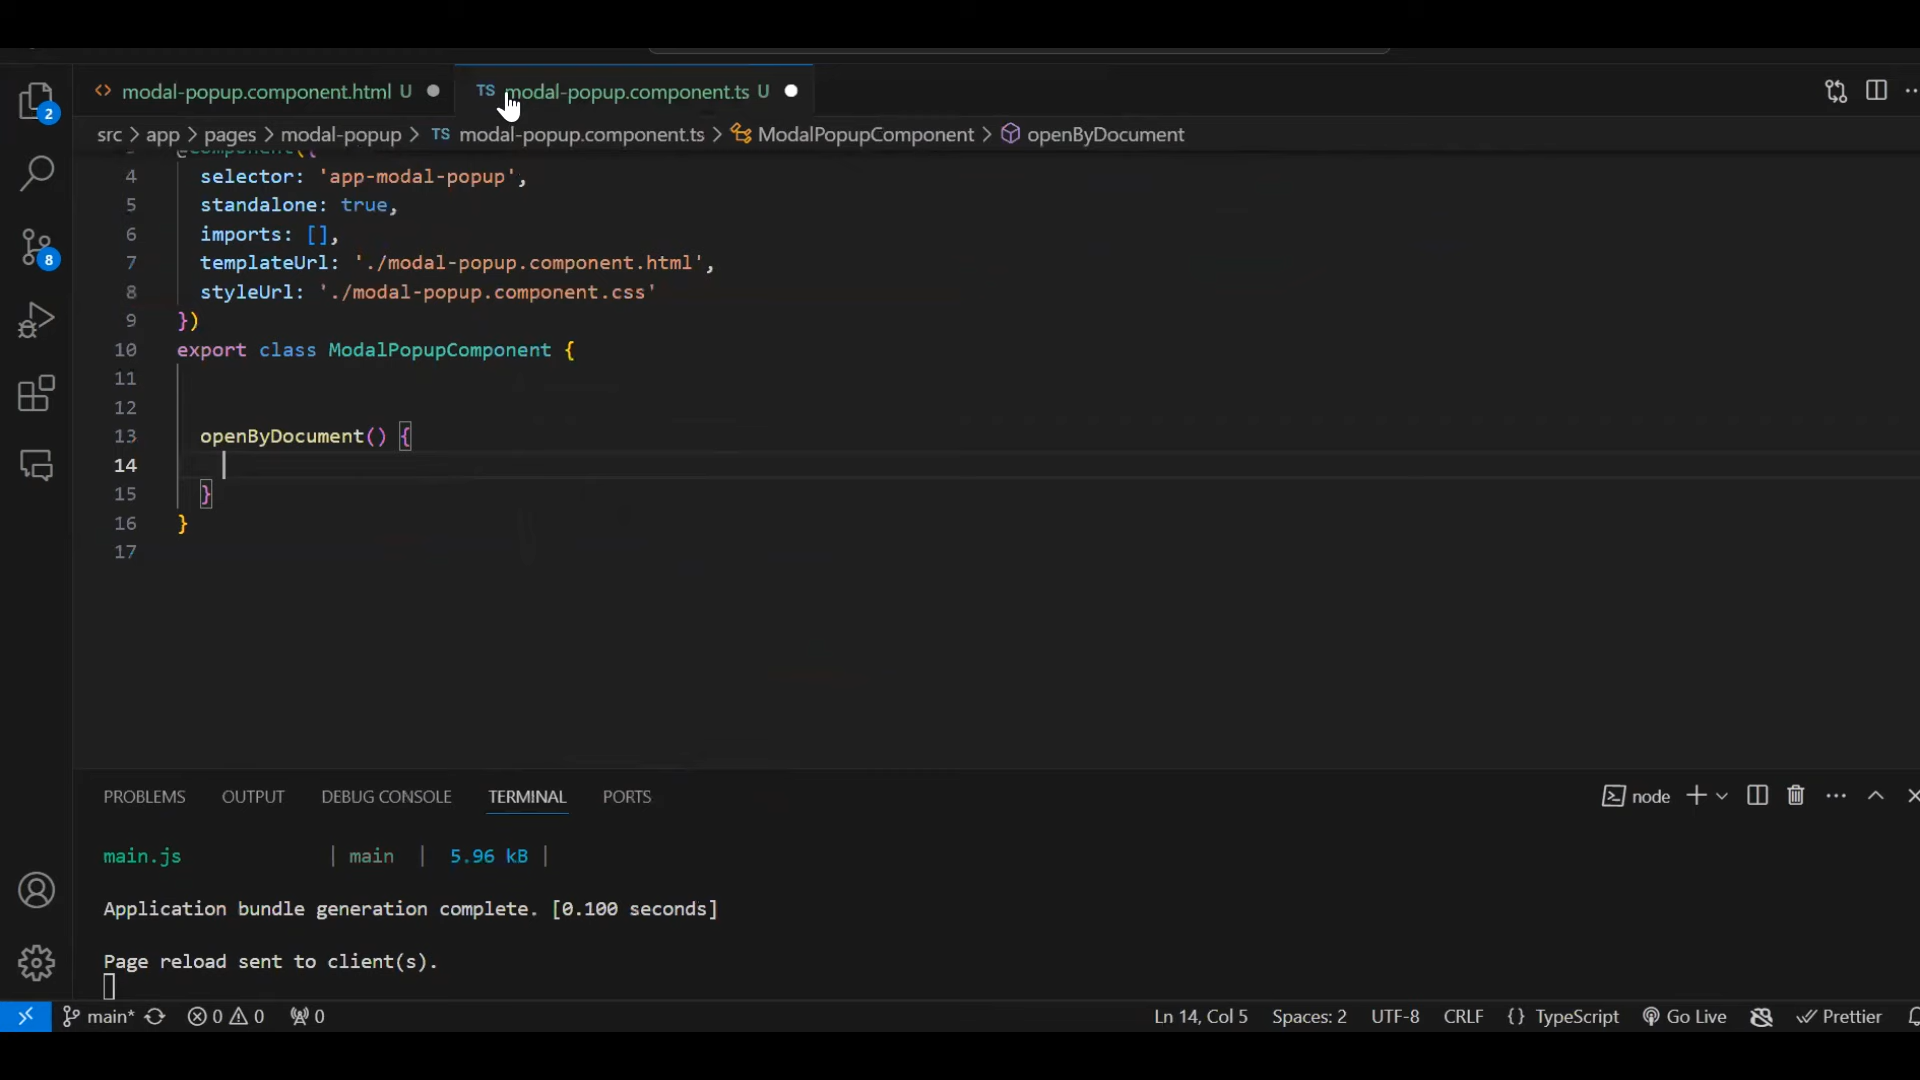 modal-popup.component.html U
TS modal-popup.component.ts U
src > app > pages > modal-popup > TS modal-popup.component.ts > ModalPopupComponent > openByDocument
4 selector: 'app-modal-popup',
5 standalone: true,
6 imports: [],
7 templateUrl: './modal-popup.component.html',
8 styleUrl: './modal-popup.component.css'
9 })
10 export class ModalPopupComponent {
11
12
13 openByDocument() {
14
15 }
16 }
17
2
8
PROBLEMS OUTPUT DEBUG CONSOLE TERMINAL PORTS
node
main.js | main | 5.96 kB |
Application bundle generation complete. [0.100 seconds]
Page reload sent to client(s).
main* 0 0 0 Ln 14, Col 5 Spaces: 2 UTF-8 CRLF {} TypeScript Go Live Prettier